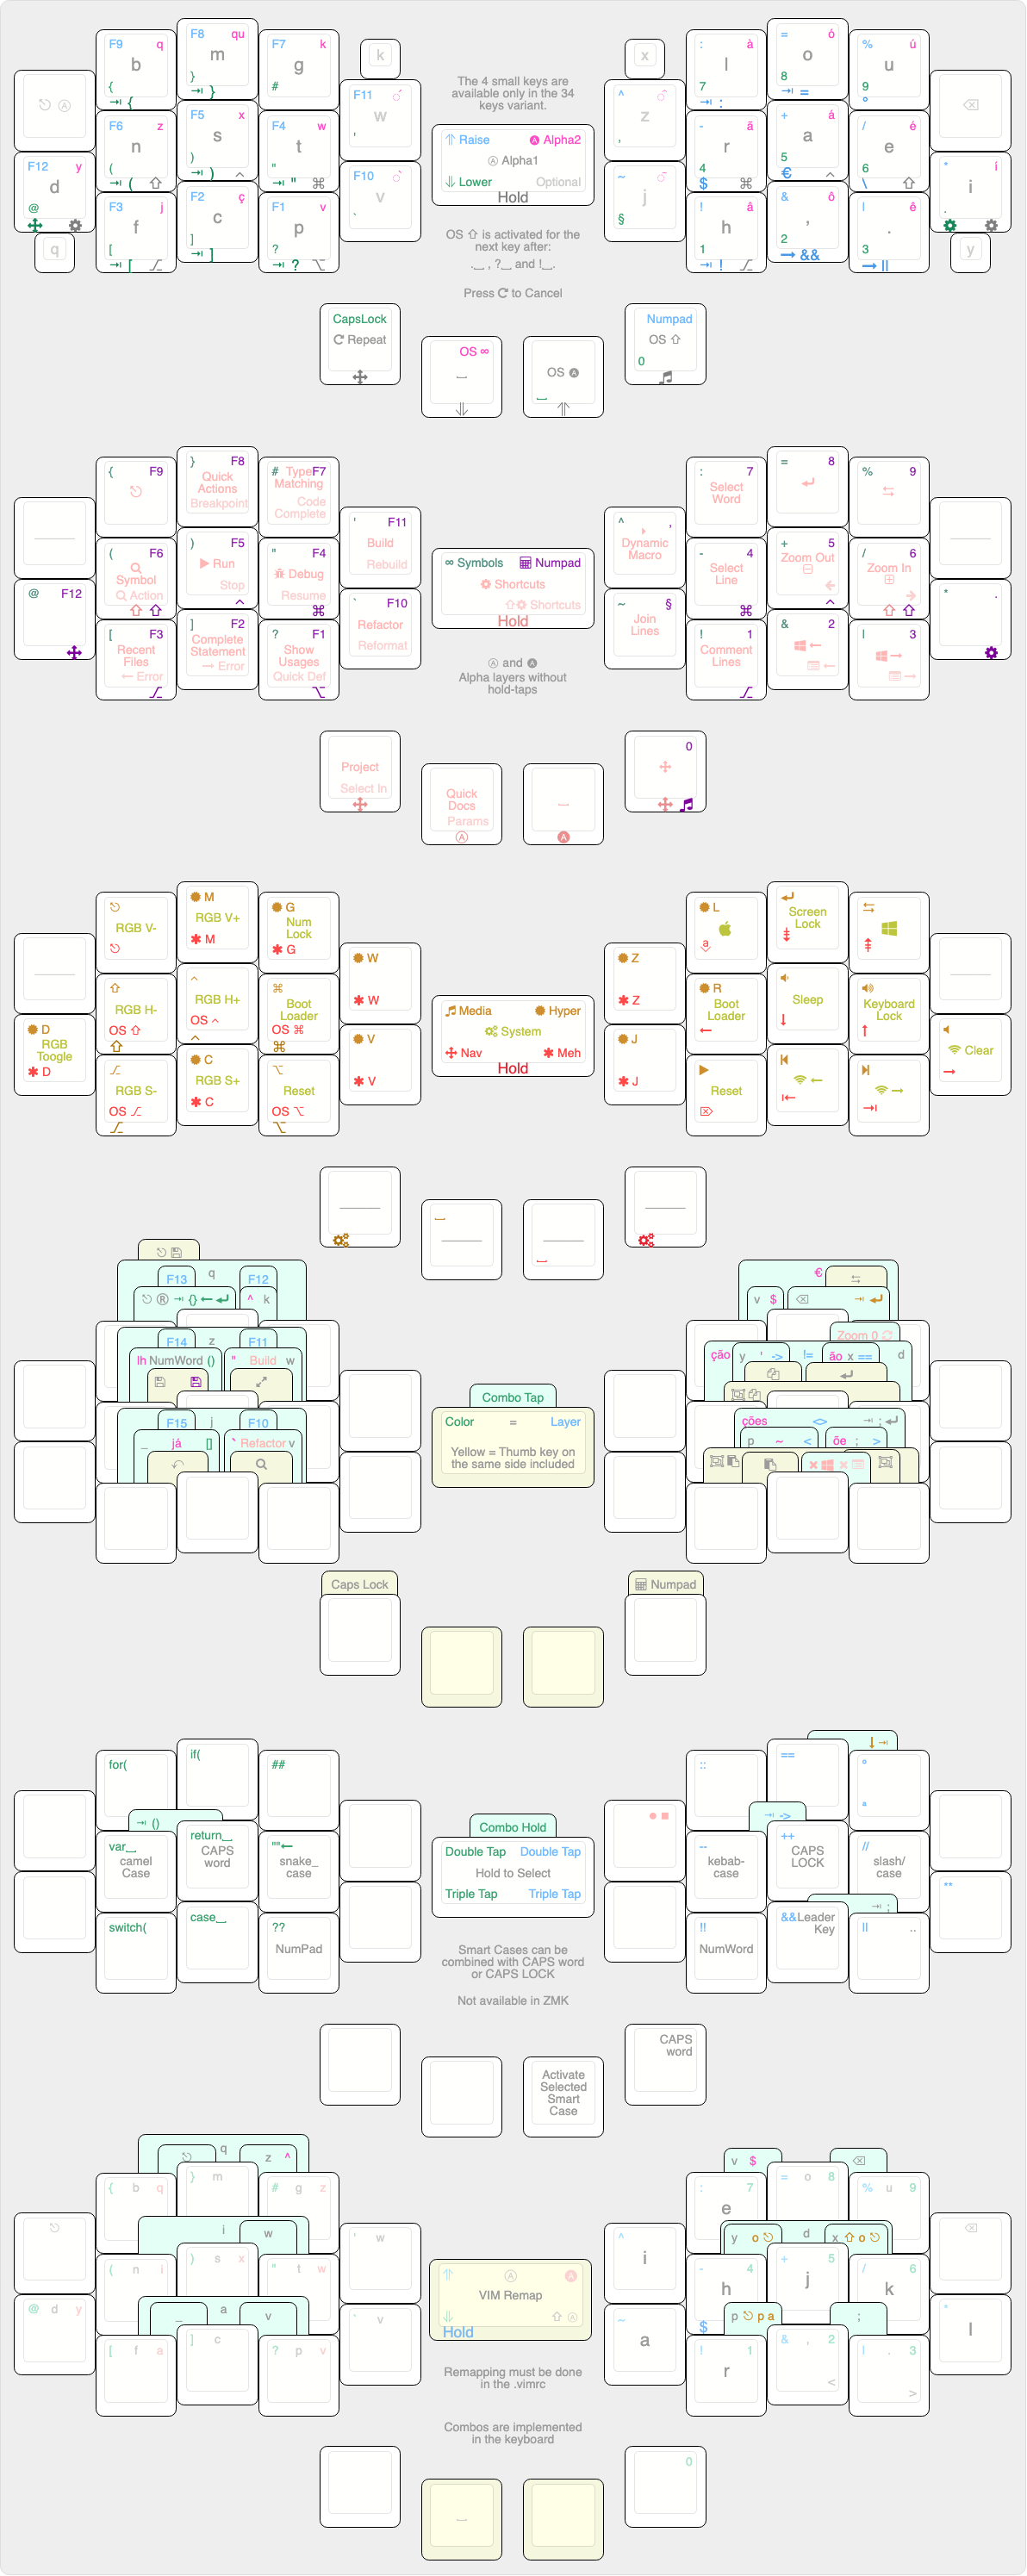 F9 q
b
{
⇥ {
F8 qu
m
}
⇥ }
F7 k
g
#
k
x
: à
l
7
⇥ :
= ó
o
8
⇥ =
% ú
u
9
°
The 4 small keys are
available only in the 34
keys variant.
F12 y
d
@
F6 z
n
(
⇥ (
F5 x
s
)
⇥ )
F4 w
t
"
⇥ " ⌘
F11
w
'
^
z
,
- ã
r
4
$ ⌘
+ á
a
5
€
/ é
e
6
\
* í
i
.
Raise Alpha2
Alpha1
Lower Optional
Hold
q
F3 j
f
[
⇥ [
F2 ç
c
]
⇥ ]
F1 v
p
?
⇥ ? ⌥
F10
v
`
~
j
§
! â
h
1
⇥ !
& ô
,
2
→ &&
| ê
.
3
→ ||
y
OS ⇧ is activated for the
next key after:
.⎵ , ?⎵ and !⎵.
Press ⟳ to Cancel
CapsLock
Repeat
OS ∞
OS A
Numpad
OS ⇧
0
{ F9
} F8
Quick
Actions
Breakpoint
# Type F7
Matching
Code
Complete
: 7
Select
Word
= 8
% 9
@ F12
( F6
Symbol
Action
) F5
Run
Stop
" F4
Debug
Resume
⌘
' F11
Build
Rebuild
^ '
Dynamic
Macro
- 4
Select
Line
⌘
+ 5
Zoom Out
/ 6
Zoom In
* .
∞ Symbols Numpad
Shortcuts
Shortcuts
Hold
[ F3
Recent
Files
← Error
] F2
Complete
Statement
→ Error
? F1
Show
Usages
Quick Def
` F10
Refactor
Reformat
~ §
Join
Lines
! 1
Comment
Lines
& 2
| 3
A and A
Alpha layers without
hold-taps
Project
Select In
Quick
Docs
Params
0
RGB V-
M
RGB V+
M
G
Num
Lock
G
L
a
Screen
Lock
D
RGB
Toogle
D
RGB H-
OS ⇧
RGB H+
OS ^
⌘
Boot
Loader
OS ⌘
⌘
W
W
Z
Z
R
Boot
Loader
←
Sleep
↓
Keyboard
Lock
↑
Clear
→
Media Hyper
System
Nav Meh
Hold
RGB S-
OS
C
RGB S+
C
⌥
Reset
OS ⌥
⌥
V
V
J
J
Reset
q
F13 F12
{} ← ^ k
€
v $
F14 z F11
lh NumWord () " Build w
Zoom 0
ção y ' -> != ão x == d
F15 j F10
_ já [] ` Refactor v
ções <> ⇥ ;
p ~ < õe ; >
Combo Tap
Color = Layer
Yellow = Thumb key on
the same side included
Caps Lock
Numpad
for(
if(
##
::
==
°
ª
⇥ ()
⇥ ->
var⎵
camel
Case
return⎵
CAPS
word
""←
snake_
case
--
kebab-
case
++
CAPS
LOCK
//
slash/
case
**
Combo Hold
Double Tap Double Tap
Hold to Select
Triple Tap Triple Tap
switch(
case⎵
??
NumPad
!!
NumWord
&& Leader
Key
⇥ ;
|| ..
Smart Cases can be
combined with CAPS word
or CAPS LOCK
Not available in ZMK
Activate
Selected
Smart
Case
CAPS
word
q
z ^
v $
{ b q
} m
# g z
: 7
e
= o 8
% u 9
i w
y o
d
x ⇧ o
@ d y
( n i
) s x
" t w
' w
^
i
- 4
h
$
+ 5
j
/ 6
k
*
l
VIM Remap
Hold
_ a v
p
p a
;
[ f a
] c
? p v
` v
~
a
! 1
r
& , 2
<
| . 3
>
Remapping must be done
in the .vimrc
Combos are implemented
in the keyboard
0